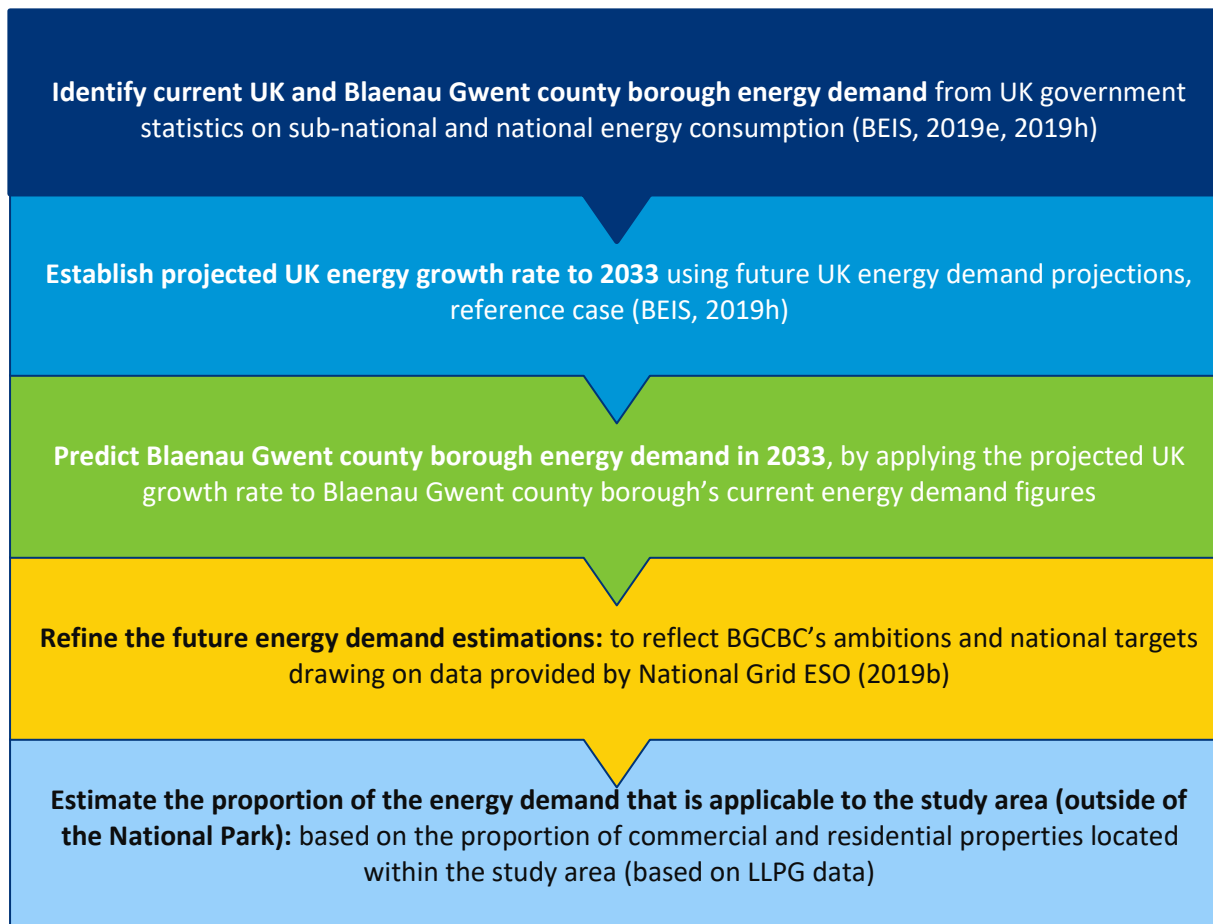 Identify current UK and Blaenau Gwent county borough energy demand from UK government
statistics on sub-national and national energy consumption (BEIS, 2019e, 2019h)
Establish projected UK energy growth rate to 2033 using future UK energy demand projections,
reference case (BEIS, 2019h)
Predict Blaenau Gwent county borough energy demand in 2033, by applying the projected UK
growth rate to Blaenau Gwent county borough’s current energy demand figures
Refine the future energy demand estimations: to reflect BGCBC’s ambitions and national targets
drawing on data provided by National Grid ESO (2019b)
Estimate the proportion of the energy demand that is applicable to the study area (outside of
the National Park): based on the proportion of commercial and residential properties located
within the study area (based on LLPG data)